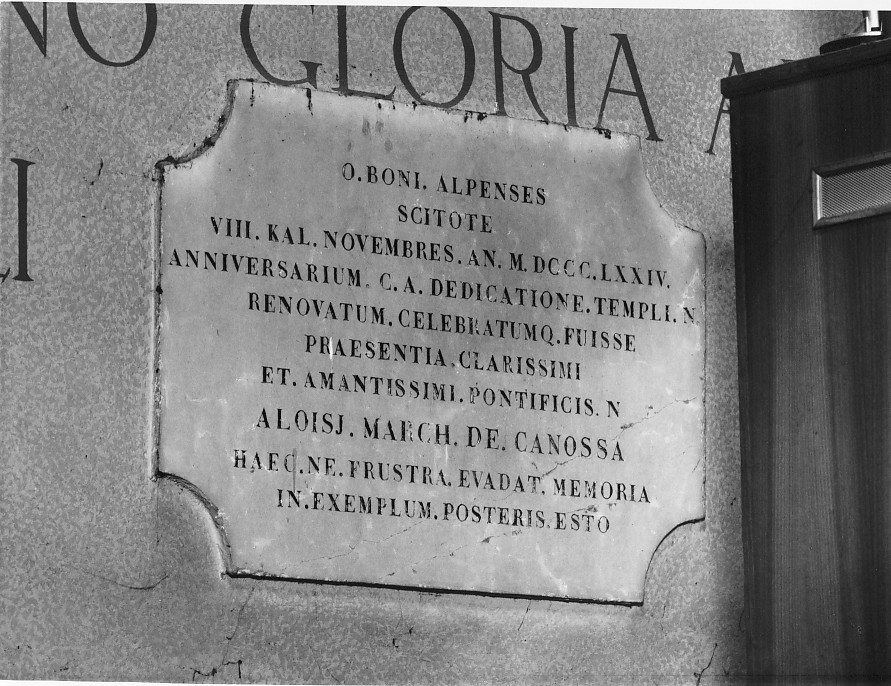 NO GLORIA A
I
O.BONI. ALPENSES
SCITOTE
VIII. KAL. NOVEMBRES. AN. M.DCCC.LXXIV.
ANNIVERSARIUM. C.A. DEDICATIONE. TEMPLI. N.
RENOVATUM. CELEBRATUMQ. FUISSE
PRAESENTIA. CLARISSIMI
ET. AMANTISSIMI. PONTIFICIS. N
ALOISJ. MARCH. DE. CANOSSA
HAEC. NE. FRUSTRA. EVADAT. MEMORIA
IN. EXEMPLUM. POSTERIS. ESTO